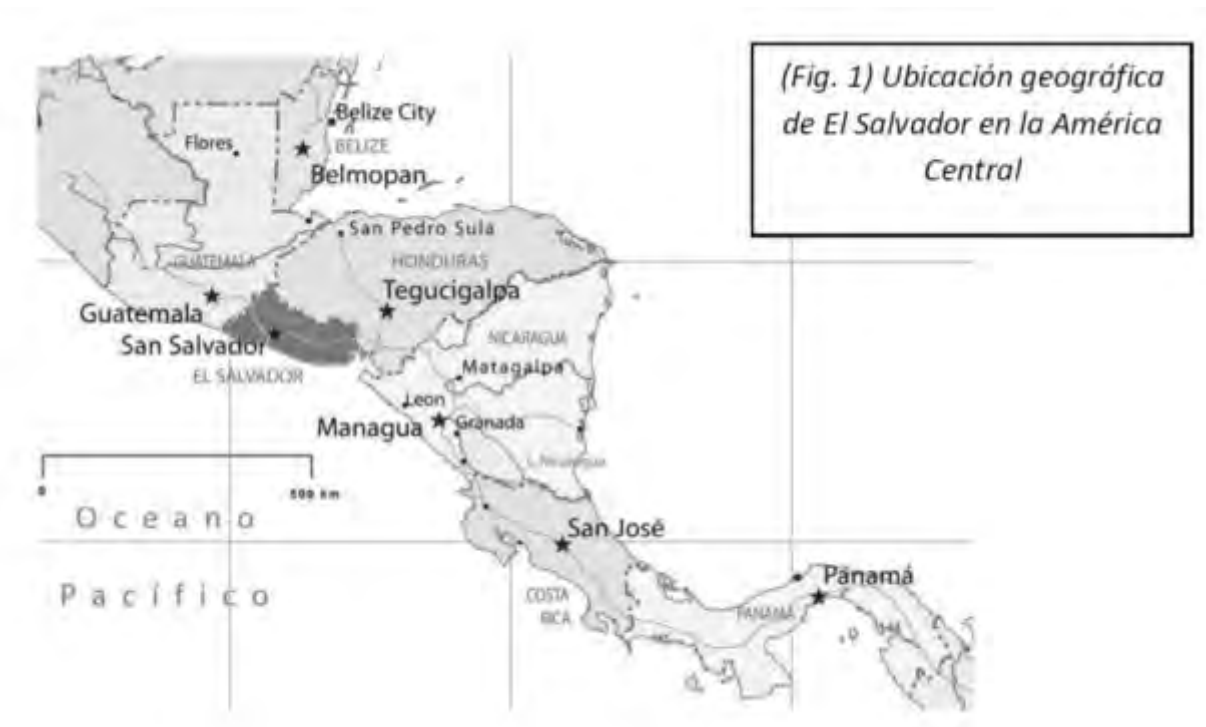 (Fig. 1) Ubicación geográfica
de El Salvador en la América
Central
Belize City
Flores
BELIZE
Belmopan
San Pedro Sula
GUATEMALA
HONDURAS
Tegucigalpa
Guatemala
San Salvador
NICARAGUA
EL SALVADOR
Matagalpa
Leon
Managua
Granada
L. Nicaragua
0
500 km
Oceano
San José
Pacífico
Panamá
COSTA
RICA
PANAMÁ